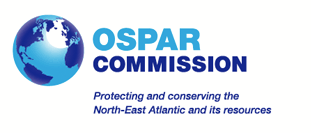 OSPAR
COMMISSION
Protecting and conserving the
North-East Atlantic and its resources